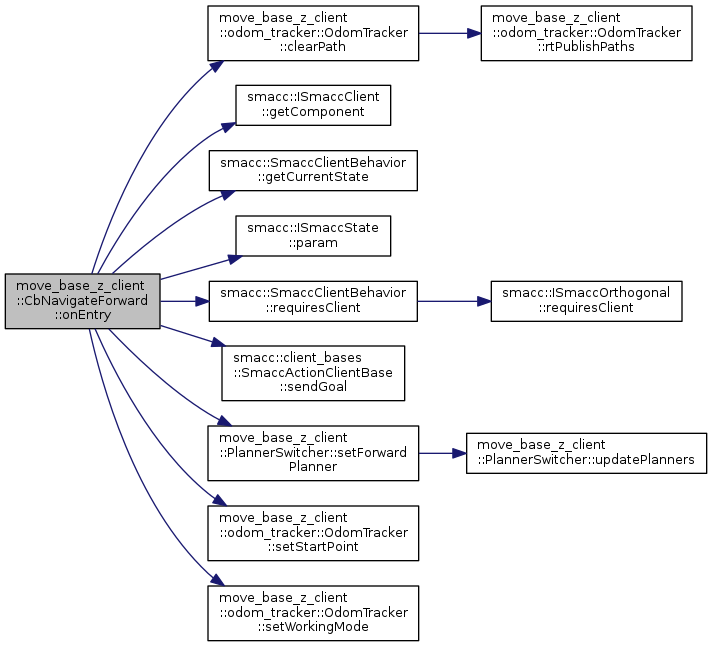 move_base_z_client
::CbNavigateForward
::onEntry
move_base_z_client
::odom_tracker::OdomTracker
::clearPath
move_base_z_client
::odom_tracker::OdomTracker
::rtPublishPaths
smacc::ISmaccClient
::getComponent
smacc::SmaccClientBehavior
::getCurrentState
smacc::ISmaccState
::param
smacc::SmaccClientBehavior
::requiresClient
smacc::ISmaccOrthogonal
::requiresClient
smacc::client_bases
::SmaccActionClientBase
::sendGoal
move_base_z_client
::PlannerSwitcher::setForward
Planner
move_base_z_client
::PlannerSwitcher::updatePlanners
move_base_z_client
::odom_tracker::OdomTracker
::setStartPoint
move_base_z_client
::odom_tracker::OdomTracker
::setWorkingMode